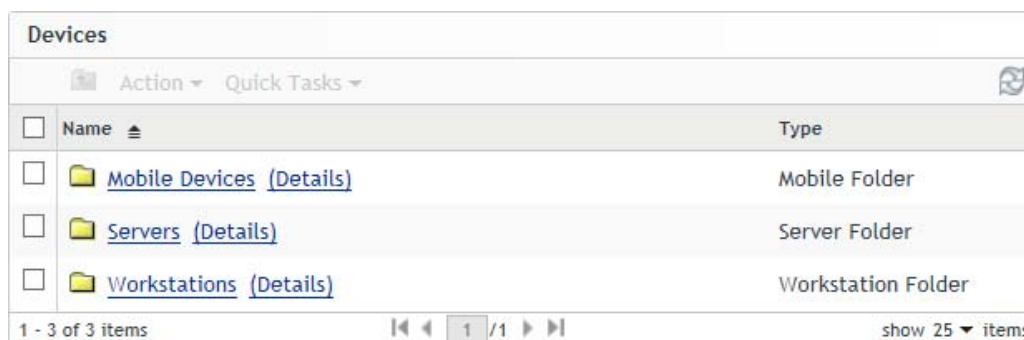 Devices
Action Quick Tasks
Name Type
Mobile Devices (Details) Mobile Folder
Servers (Details) Server Folder
Workstations (Details) Workstation Folder
1 - 3 of 3 items 1 /1 show 25 items